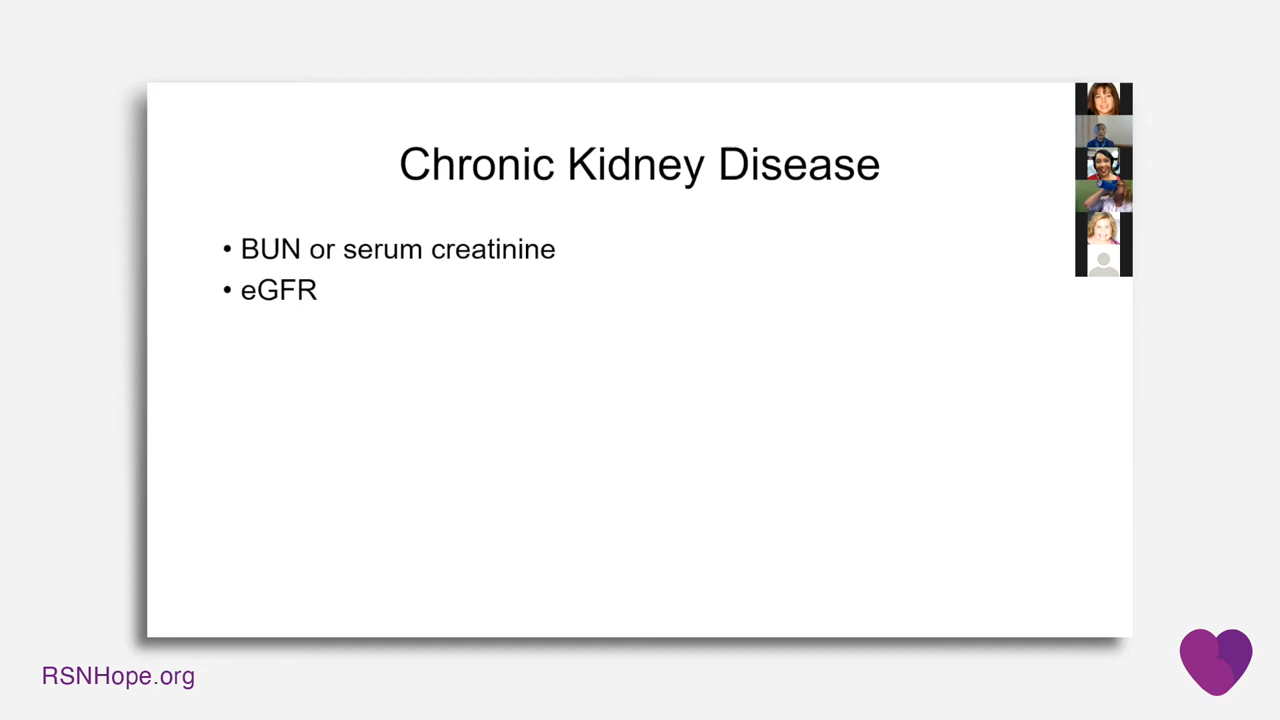 Chronic Kidney Disease
• BUN or serum creatinine
• eGFR
RSNHope.org